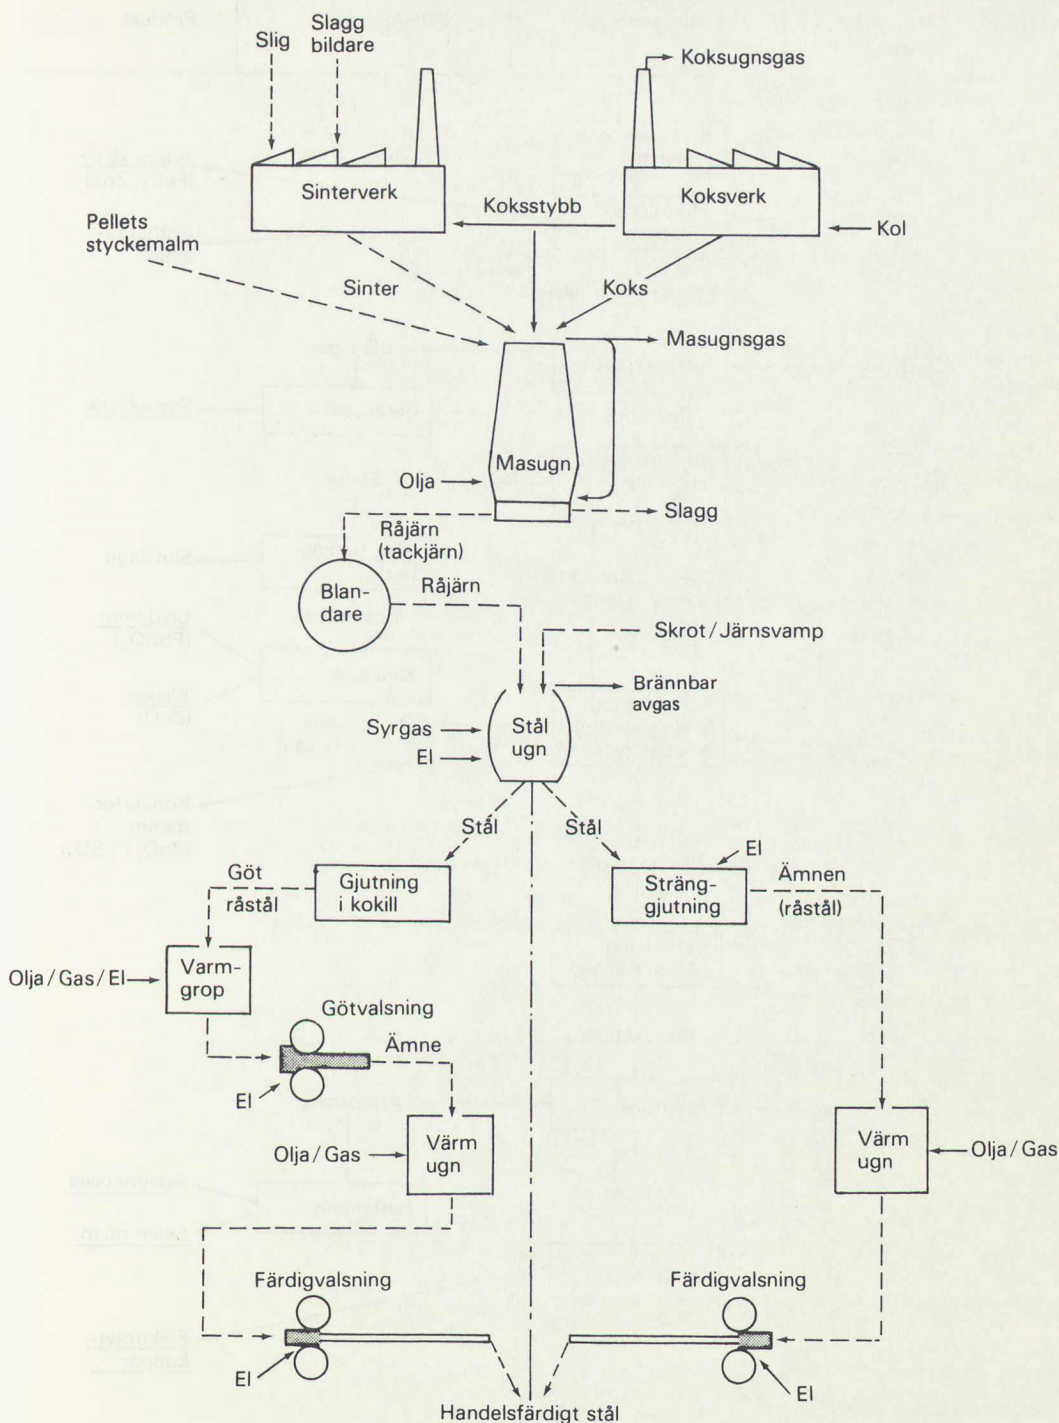 Slig
Slagg
bildare
Koksugnsgas
Sinterverk
Koksverk
Koksstybb
Kol
Pellets
styckemalm
Sinter
Koks
Masugnsgas
Masugn
Olja
Slagg
Råjärn
(tackjärn)
Blan-
dare
Råjärn
Skrot/Järnsvamp
Brännbar
avgas
Syrgas
El
Stål
ugn
Stål
Stål
El
Göt
råstål
Gjutning
i kokill
Sträng-
gjutning
Ämnen
(råstål)
Olja/Gas/El
Varm-
grop
Götvalsning
Ämne
El
Olja/Gas
Värm
ugn
Värm
ugn
Olja/Gas
Färdigvalsning
Färdigvalsning
El
El
Handelsfärdigt stål